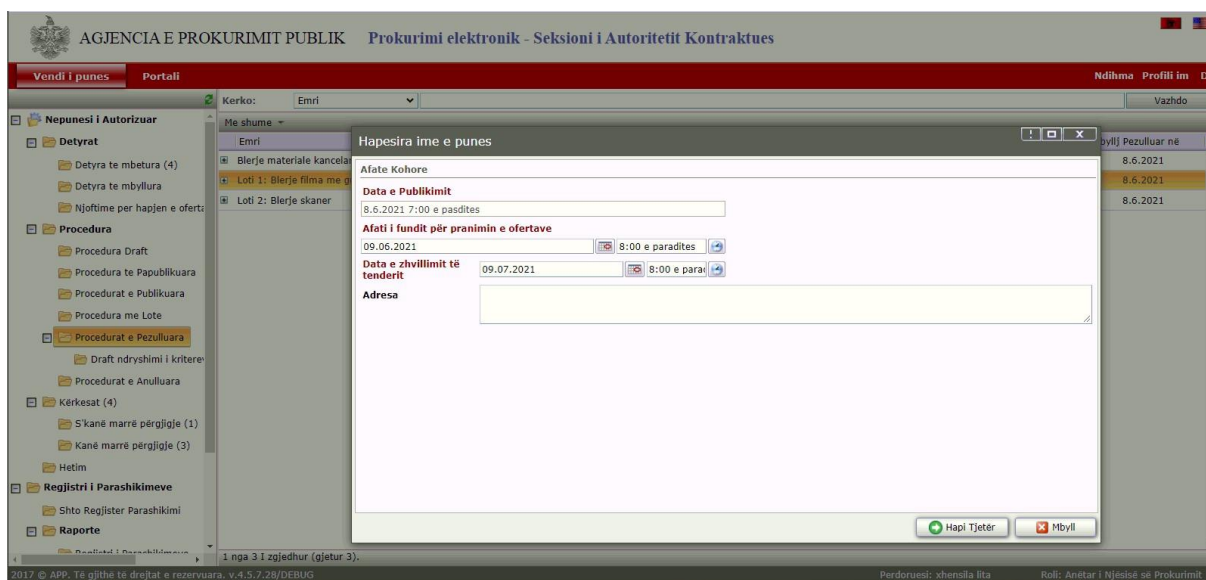 AGJENCIA E PROKURIMIT PUBLIK Prokurimi elektronik - Seksioni i Autoritetit Kontraktues
Vendi i punes Portali Ndihma Profili im
Kerko: Emri Vazhdo
Nepunesi i Autorizuar
Me shume
Detyrat
Emri
Pezulluar në
Detyra te mbetura (4)
Blerje materiale
8.6.2021
Detyra te mbyllura
Loti 1: Blerje filma me
8.6.2021
Njoftime per hapjen e
Loti 2: Blerje skaner
8.6.2021
Procedura
Procedura Draft
Procedura te Papublikuara
Procedurat e Publikuara
Procedura me Lote
Procedurat e Pezulluara
Draft ndryshimi i
Procedurat e Anulluara
Kërkesat (4)
S'kanë marrë përgjigje (1)
Kanë marrë përgjigje (3)
Hetim
Regjistri i Parashikimeve
Shto Regjister Parashikimi
Raporte
Hapesira ime e punes
Afate Kohore
Data e Publikimit
8.6.2021 7:00 e pasdites
Afati i fundit për pranimin e ofertave
09.06.2021 8:00 e paradites
Data e zhvillimit të tenderit
09.07.2021 8:00 e
Adresa
Hapi Tjetër Mbyll
1 nga 3 I zgjedhur (gjetur 3).
2017 © APP, Të gjithë të drejtat e rezervuara. v.4.5.7.28/DEBUG Perdoruesi: xhensila lita Roli: Anëtar i Njësisë së Prokurimit